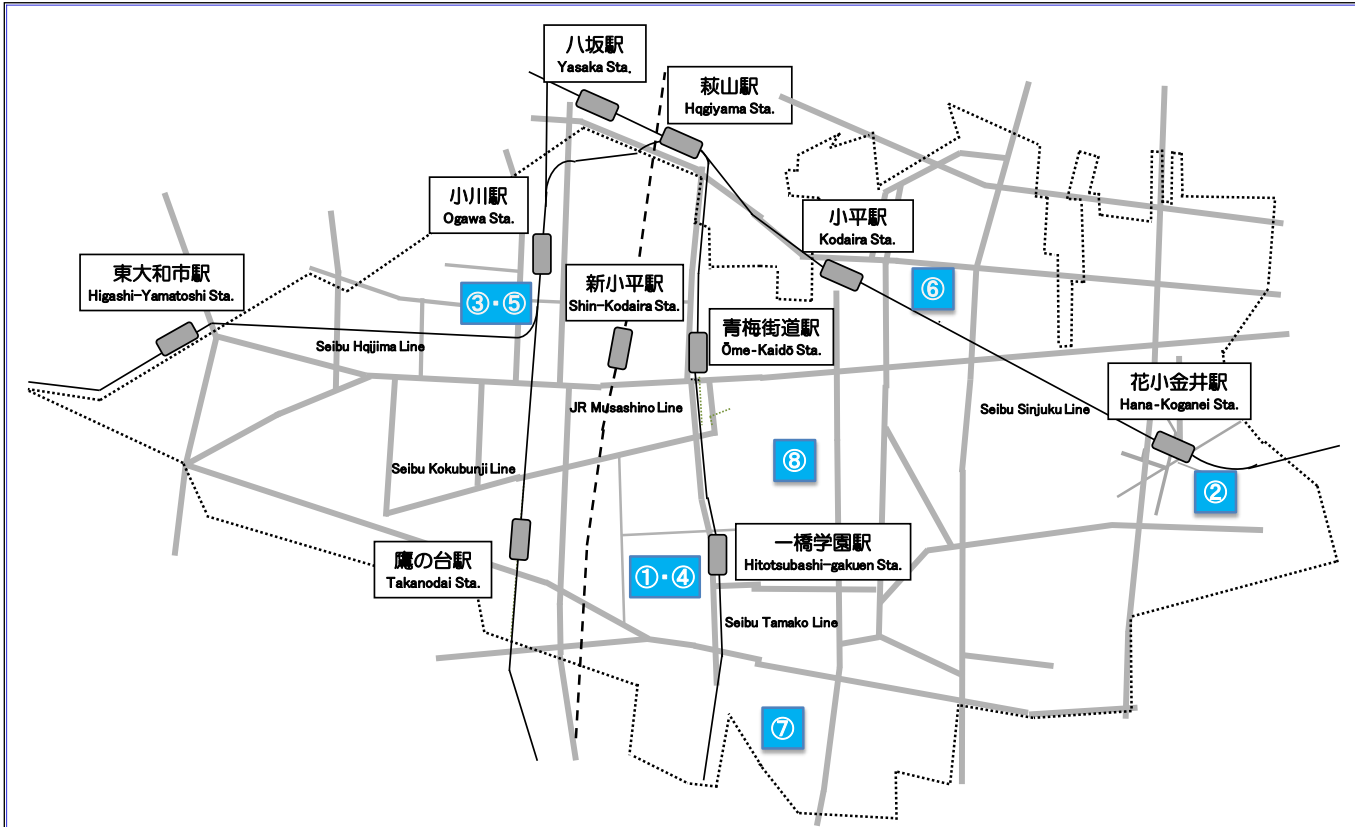 八坂駅
Yasaka Sta.
萩山駅
Hqgiyama Sta.
小川駅
Ogawa Sta.
小平駅
Kodaira Sta.
東大和市駅
Higashi-Yamatoshi Sta.
新小平駅
Shin-Kodaira Sta.
③・⑤
⑥
青梅街道駅
Ōme-Kaidō Sta.
Seibu Hqijima Line
花小金井駅
Hana-Koganei Sta.
JR Musashino Line
Seibu Sinjuku Line
Seibu Kokubunji Line
⑧
②
鷹の台駅
Takanodai Sta.
一橋学園駅
Hitotsubashi-gakuen Sta.
①・④
Seibu Tamako Line
⑦